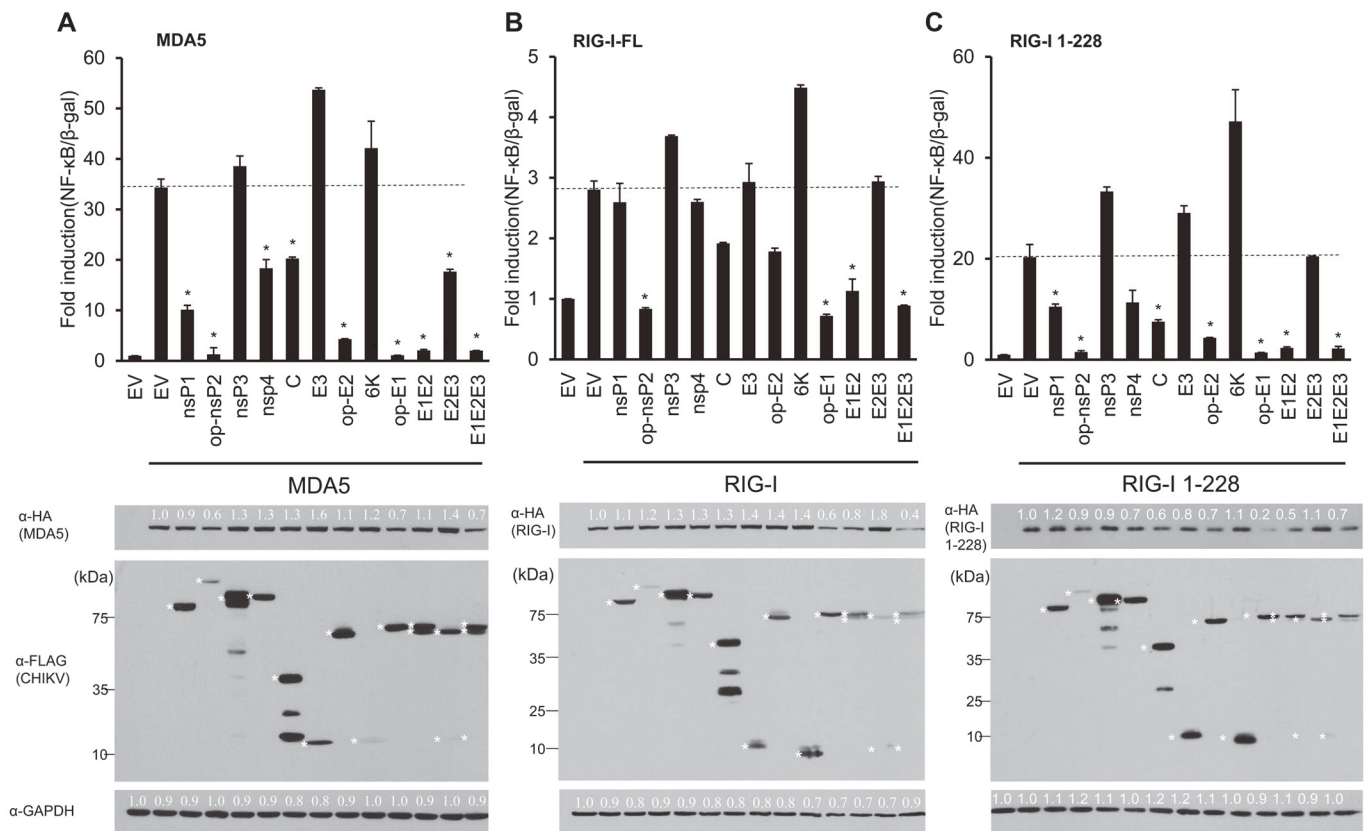 A
MDA5
Fold induction(NF-κB/β-gal)
60
50
40
30
20
10
0
* * * * * * * * *
EV EV nsP1 op-nsP2 nsP3 nsp4 C E3 op-E2 6K op-E1 E1E2 E2E3 E1E2E3
MDA5
α-HA
(MDA5)
1.0 0.9 0.6 1.3 1.3 1.3 1.6 1.1 1.2 0.7 1.1 1.4 0.7
(kDa)
75
35
10
α-FLAG
(CHIKV)
α-GAPDH
1.0 0.9 0.9 0.9 1.0 0.9 0.8 0.8 0.9 1.0 1.0 0.9 1.0 0.9
B
RIG-I-FL
Fold induction(NF-κB/β-gal)
5
4
3
2
1
0
* * * *
EV EV nsP1 op-nsP2 nsP3 nsp4 C E3 op-E2 6K op-E1 E1E2 E2E3 E1E2E3
RIG-I
α-HA
(RIG-I)
1.0 1.1 1.2 1.3 1.3 1.3 1.4 1.4 1.4 0.6 0.8 1.8 0.4
(kDa)
75
35
25
10
1.0 0.9 0.8 0.9 0.8 0.8 0.8 0.8 0.8 0.7 0.7 0.7 0.7 0.9
C
RIG-I 1-228
Fold induction(NF-κB/β-gal)
60
40
20
0
* * * * * * *
EV EV nsP1 op-nsP2 nsP3 nsP4 C E3 op-E2 6K op-E1 E1E2 E2E3 E1E2E3
RIG-I 1-228
α-HA
(RIG-I
1-228)
1.0 1.2 0.9 0.9 0.7 0.6 0.8 0.7 1.1 0.2 0.5 1.1 0.7
(kDa)
75
35
25
10
1.0 1.0 1.1 1.2 1.1 1.0 1.2 1.2 1.1 1.0 0.9 1.1 0.9 1.0